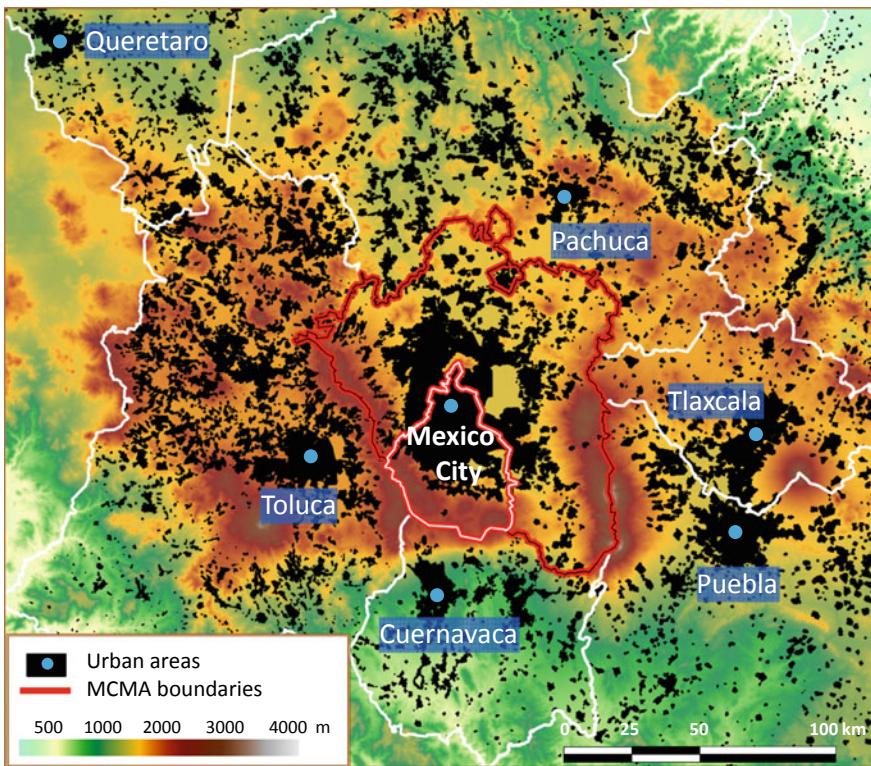 Queretaro
Pachuca
Tlaxcala
Mexico
City
Toluca
Puebla
Cuernavaca
Urban areas
MCMA boundaries
500 1000 2000 3000 4000 m
0 25 50 100 km